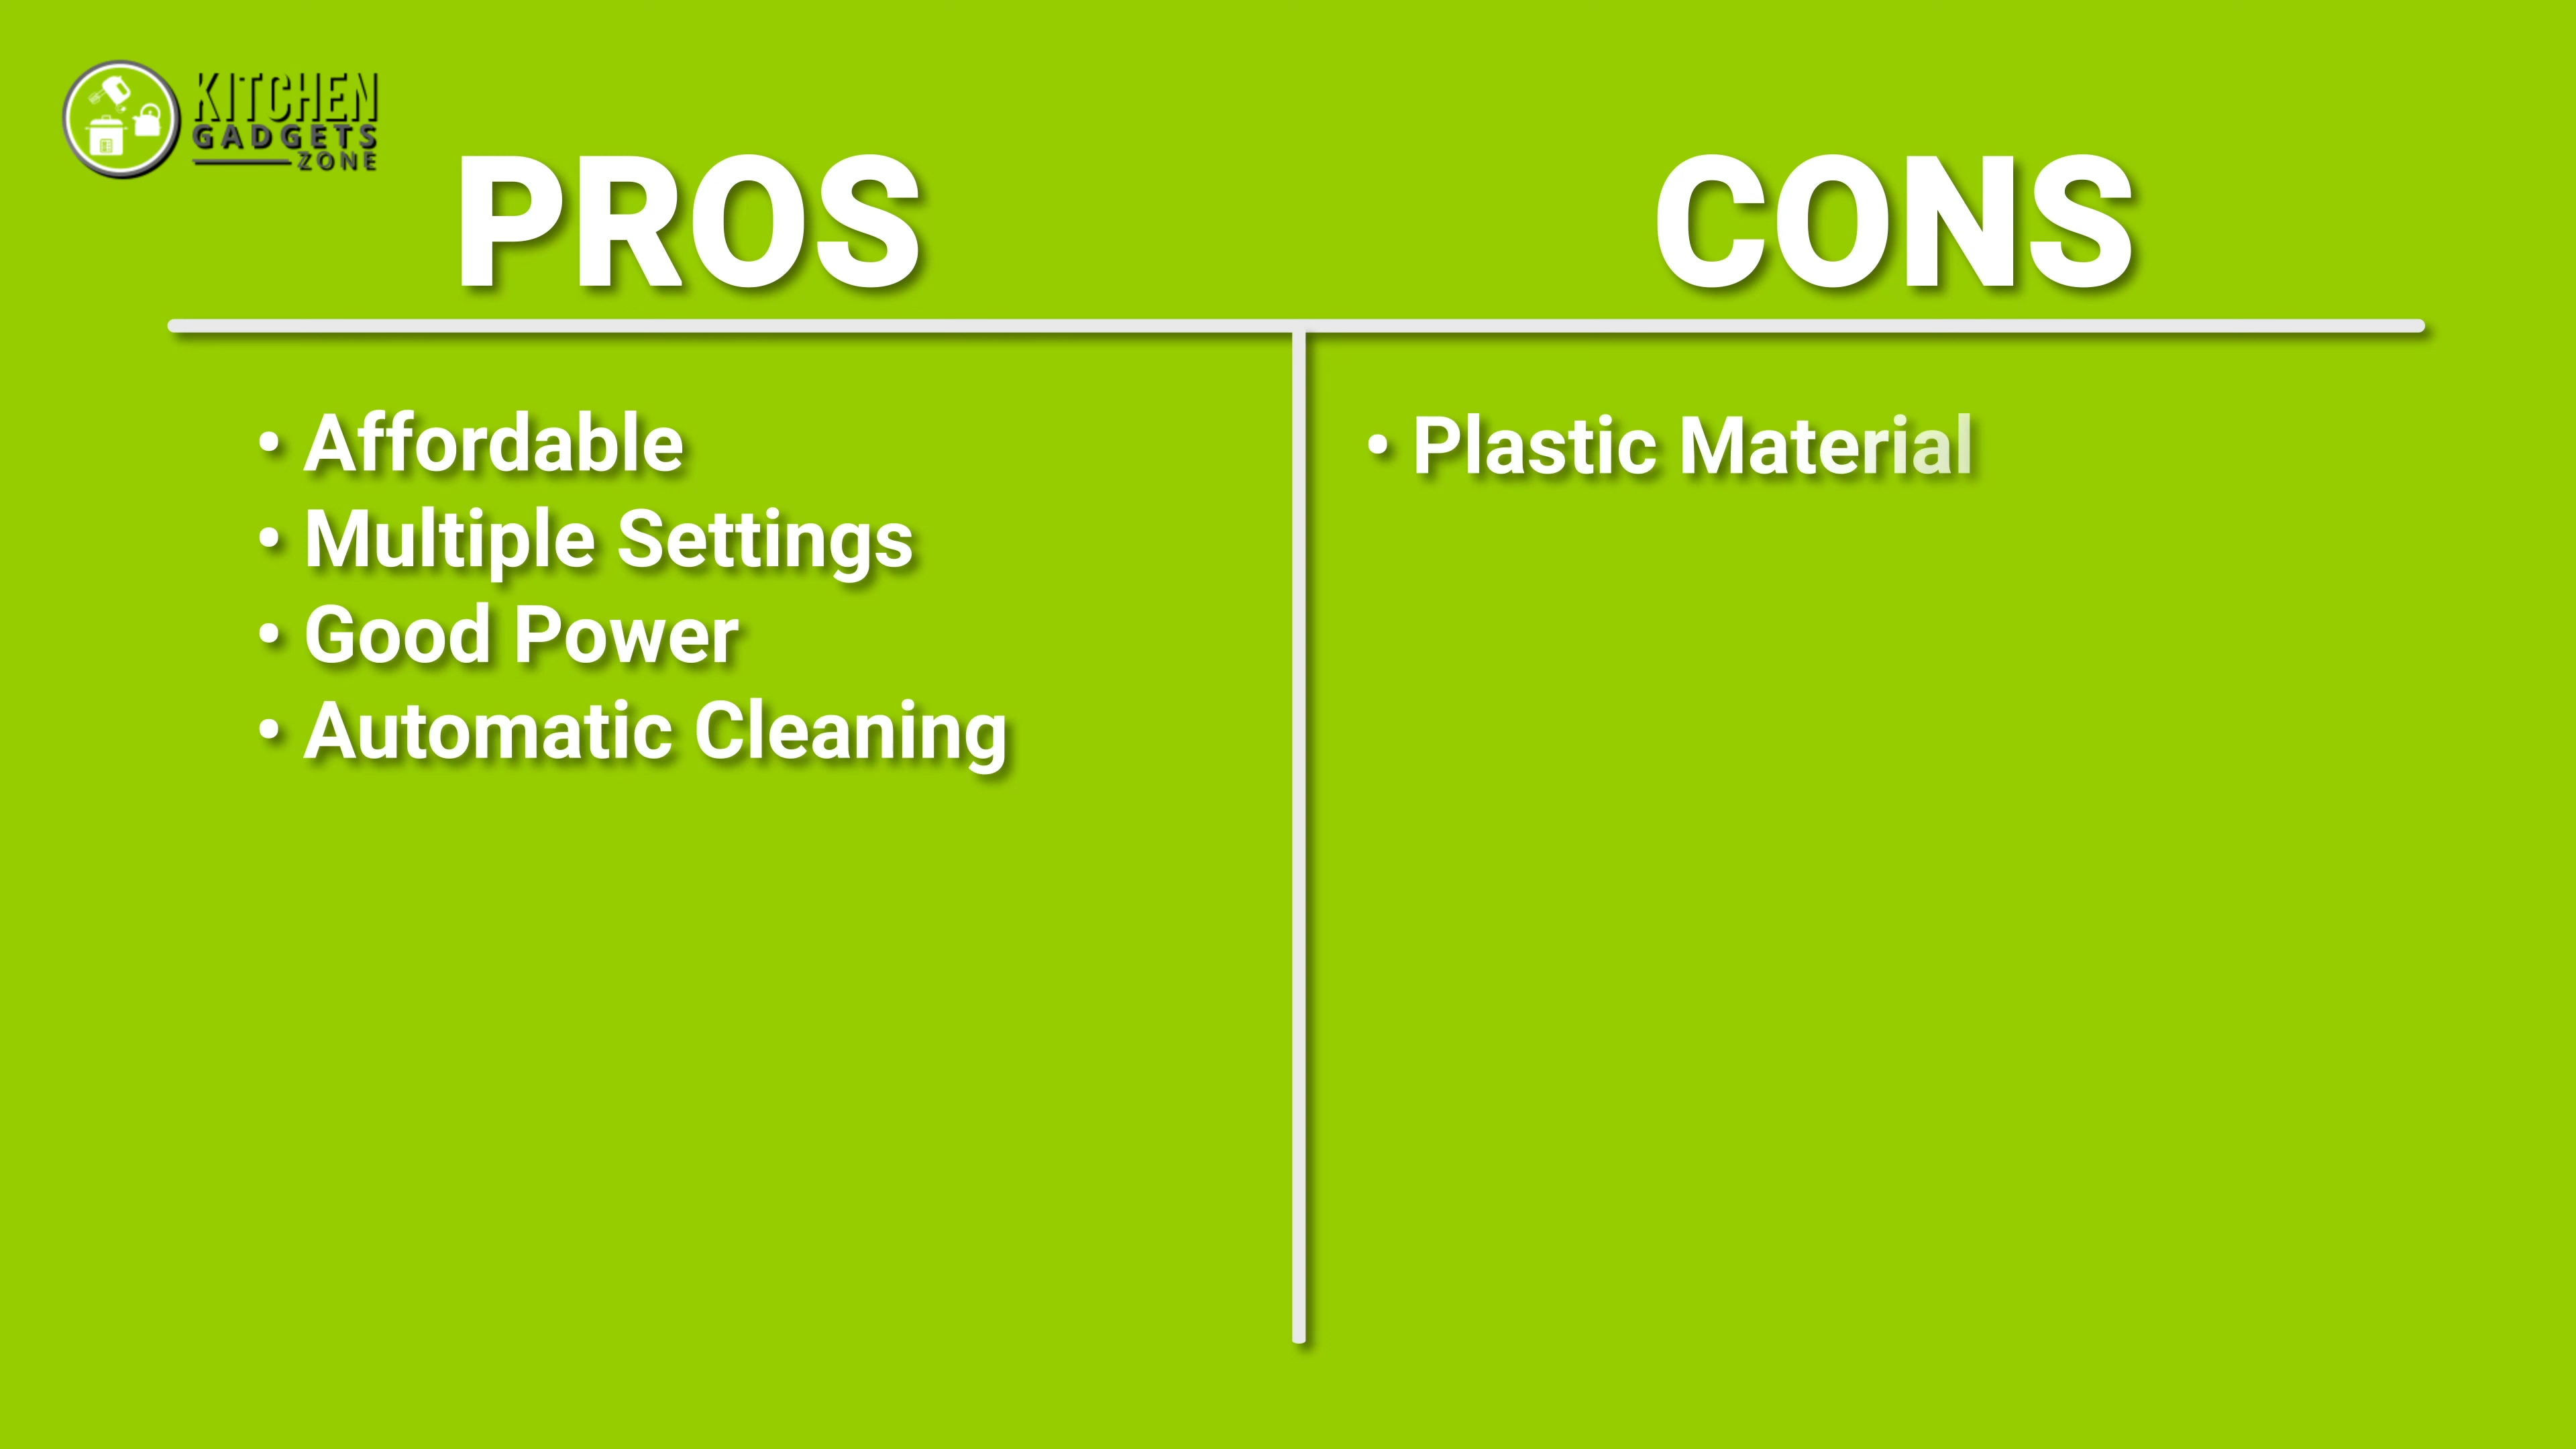 KITCHEN
GADGETS
ZONE
PROS
CONS
• Affordable
• Multiple Settings
• Good Power
• Automatic Cleaning
• Plastic Material